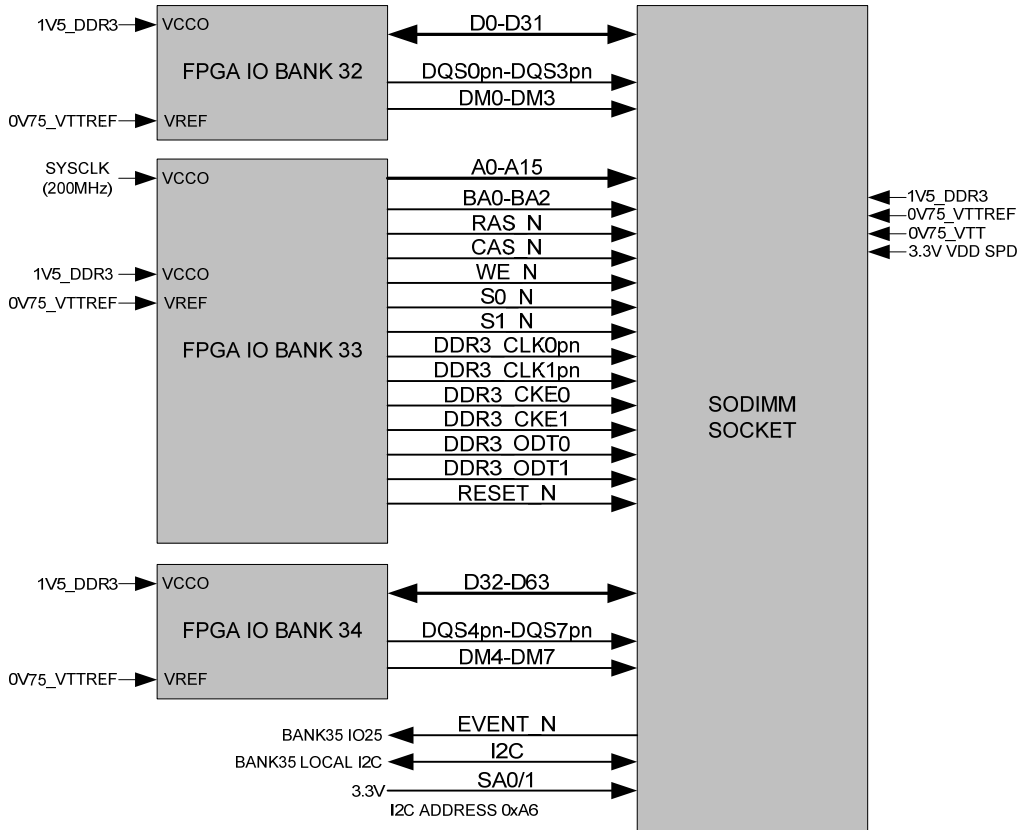 1V5_DDR3
VCCO
FPGA IO BANK 32
0V75_VTTREF
VREF
D0-D31
DQS0pn-DQS3pn
DM0-DM3
SYSCLK
(200MHz)
VCCO
1V5_DDR3
VCCO
0V75_VTTREF
VREF
FPGA IO BANK 33
A0-A15
BA0-BA2
RAS_N
CAS_N
WE_N
S0_N
S1_N
DDR3_CLK0pn
DDR3_CLK1pn
DDR3_CKE0
DDR3_CKE1
DDR3_ODT0
DDR3_ODT1
RESET_N
1V5_DDR3
VCCO
FPGA IO BANK 34
0V75_VTTREF
VREF
D32-D63
DQS4pn-DQS7pn
DM4-DM7
BANK35 IO25
EVENT_N
BANK35 LOCAL I2C
I2C
3.3V
SA0/1
I2C ADDRESS 0xA6
SODIMM
SOCKET
1V5_DDR3
0V75_VTTREF
0V75_VTT
3.3V VDD SPD